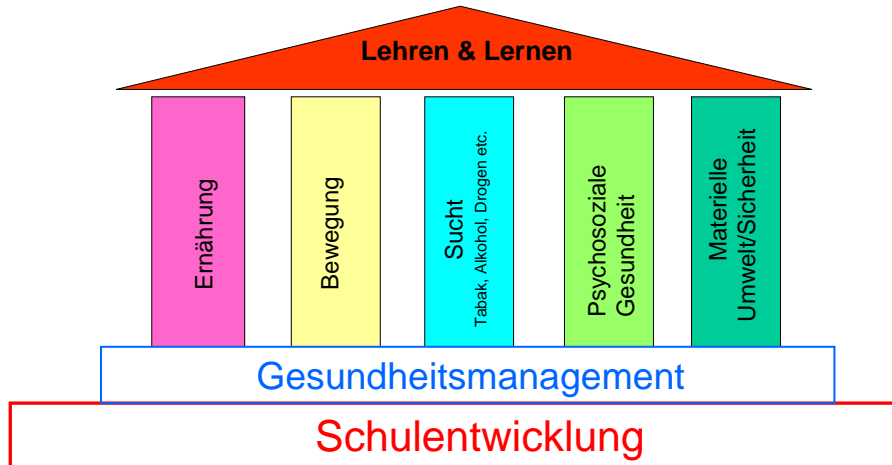 Lehren & Lernen
Ernährung
Bewegung
Sucht
Tabak, Alkohol, Drogen etc.
Psychosoziale
Gesundheit
Materielle
Umwelt/Sicherheit
Gesundheitsmanagement
Schulentwicklung